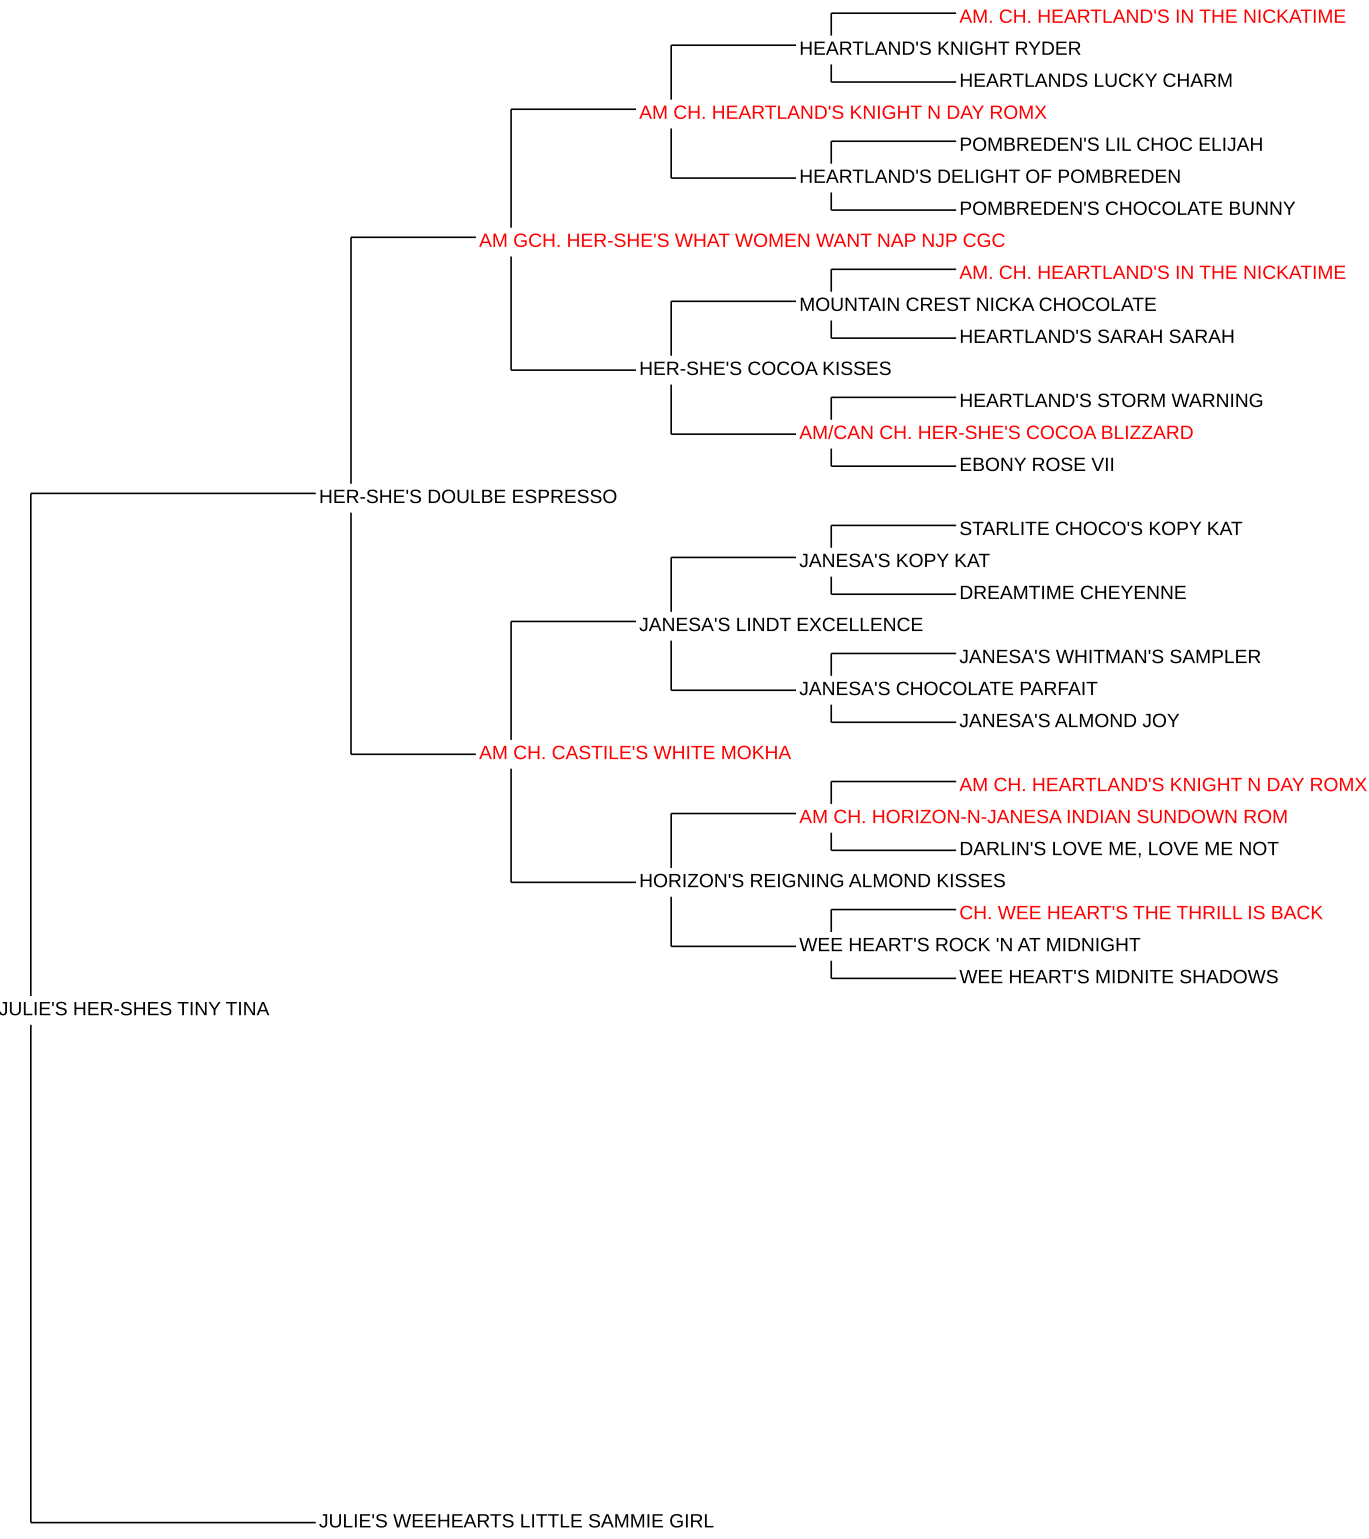 AM. CH. HEARTLAND'S IN THE NICKATIME
HEARTLAND'S KNIGHT RYDER
HEARTLANDS LUCKY CHARM
AM CH. HEARTLAND'S KNIGHT N DAY ROMX
POMBREDEN'S LIL CHOC ELIJAH
HEARTLAND'S DELIGHT OF POMBREDEN
POMBREDEN'S CHOCOLATE BUNNY
AM GCH. HER-SHE'S WHAT WOMEN WANT NAP NJP CGC
AM. CH. HEARTLAND'S IN THE NICKATIME
MOUNTAIN CREST NICKA CHOCOLATE
HEARTLAND'S SARAH SARAH
HER-SHE'S COCOA KISSES
HEARTLAND'S STORM WARNING
AM/CAN CH. HER-SHE'S COCOA BLIZZARD
EBONY ROSE VII
HER-SHE'S DOULBE ESPRESSO
STARLITE CHOCO'S KOPY KAT
JANESA'S KOPY KAT
DREAMTIME CHEYENNE
JANESA'S LINDT EXCELLENCE
JANESA'S WHITMAN'S SAMPLER
JANESA'S CHOCOLATE PARFAIT
JANESA'S ALMOND JOY
AM CH. CASTILE'S WHITE MOKHA
AM CH. HEARTLAND'S KNIGHT N DAY ROMX
AM CH. HORIZON-N-JANESA INDIAN SUNDOWN ROM
DARLIN'S LOVE ME, LOVE ME NOT
HORIZON'S REIGNING ALMOND KISSES
CH. WEE HEART'S THE THRILL IS BACK
WEE HEART'S ROCK 'N AT MIDNIGHT
WEE HEART'S MIDNITE SHADOWS
JULIE'S HER-SHES TINY TINA
JULIE'S WEEHEARTS LITTLE SAMMIE GIRL